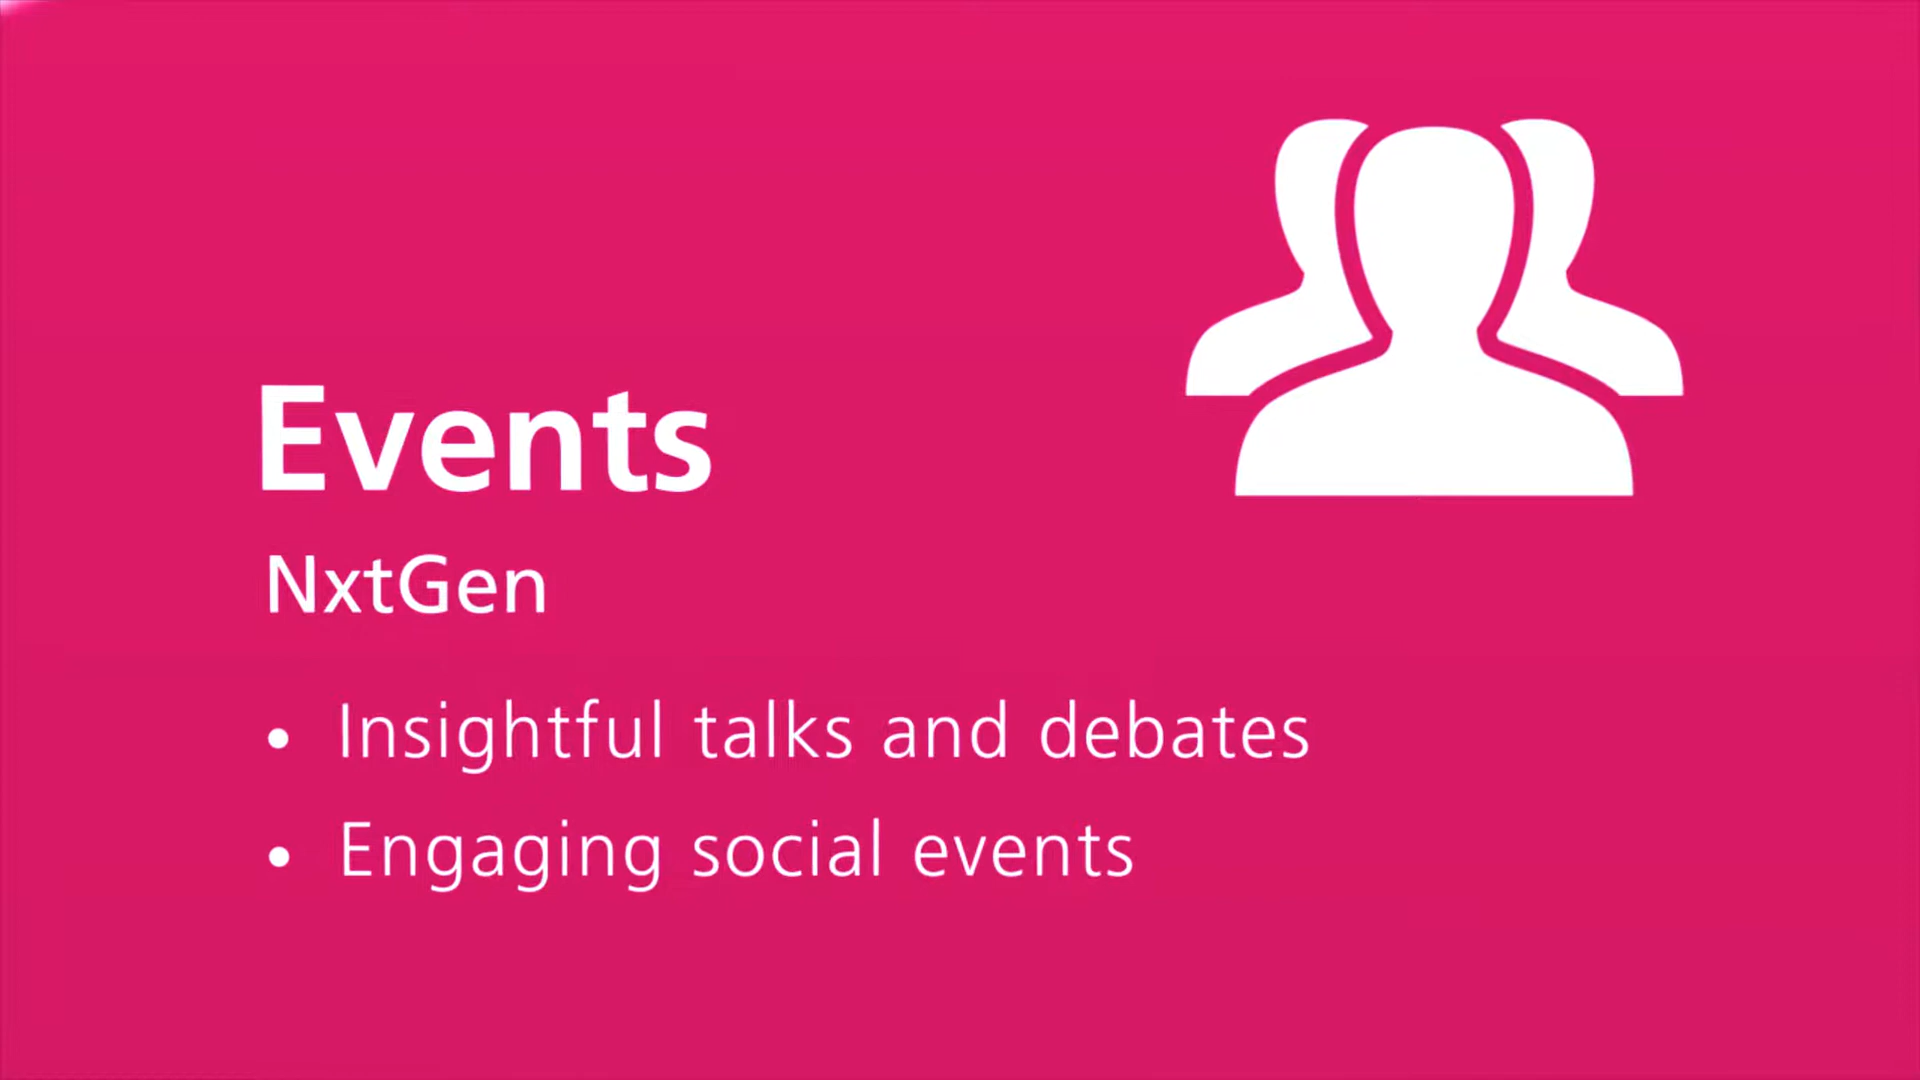 Events
NxtGen
• Insightful talks and debates
• Engaging social events